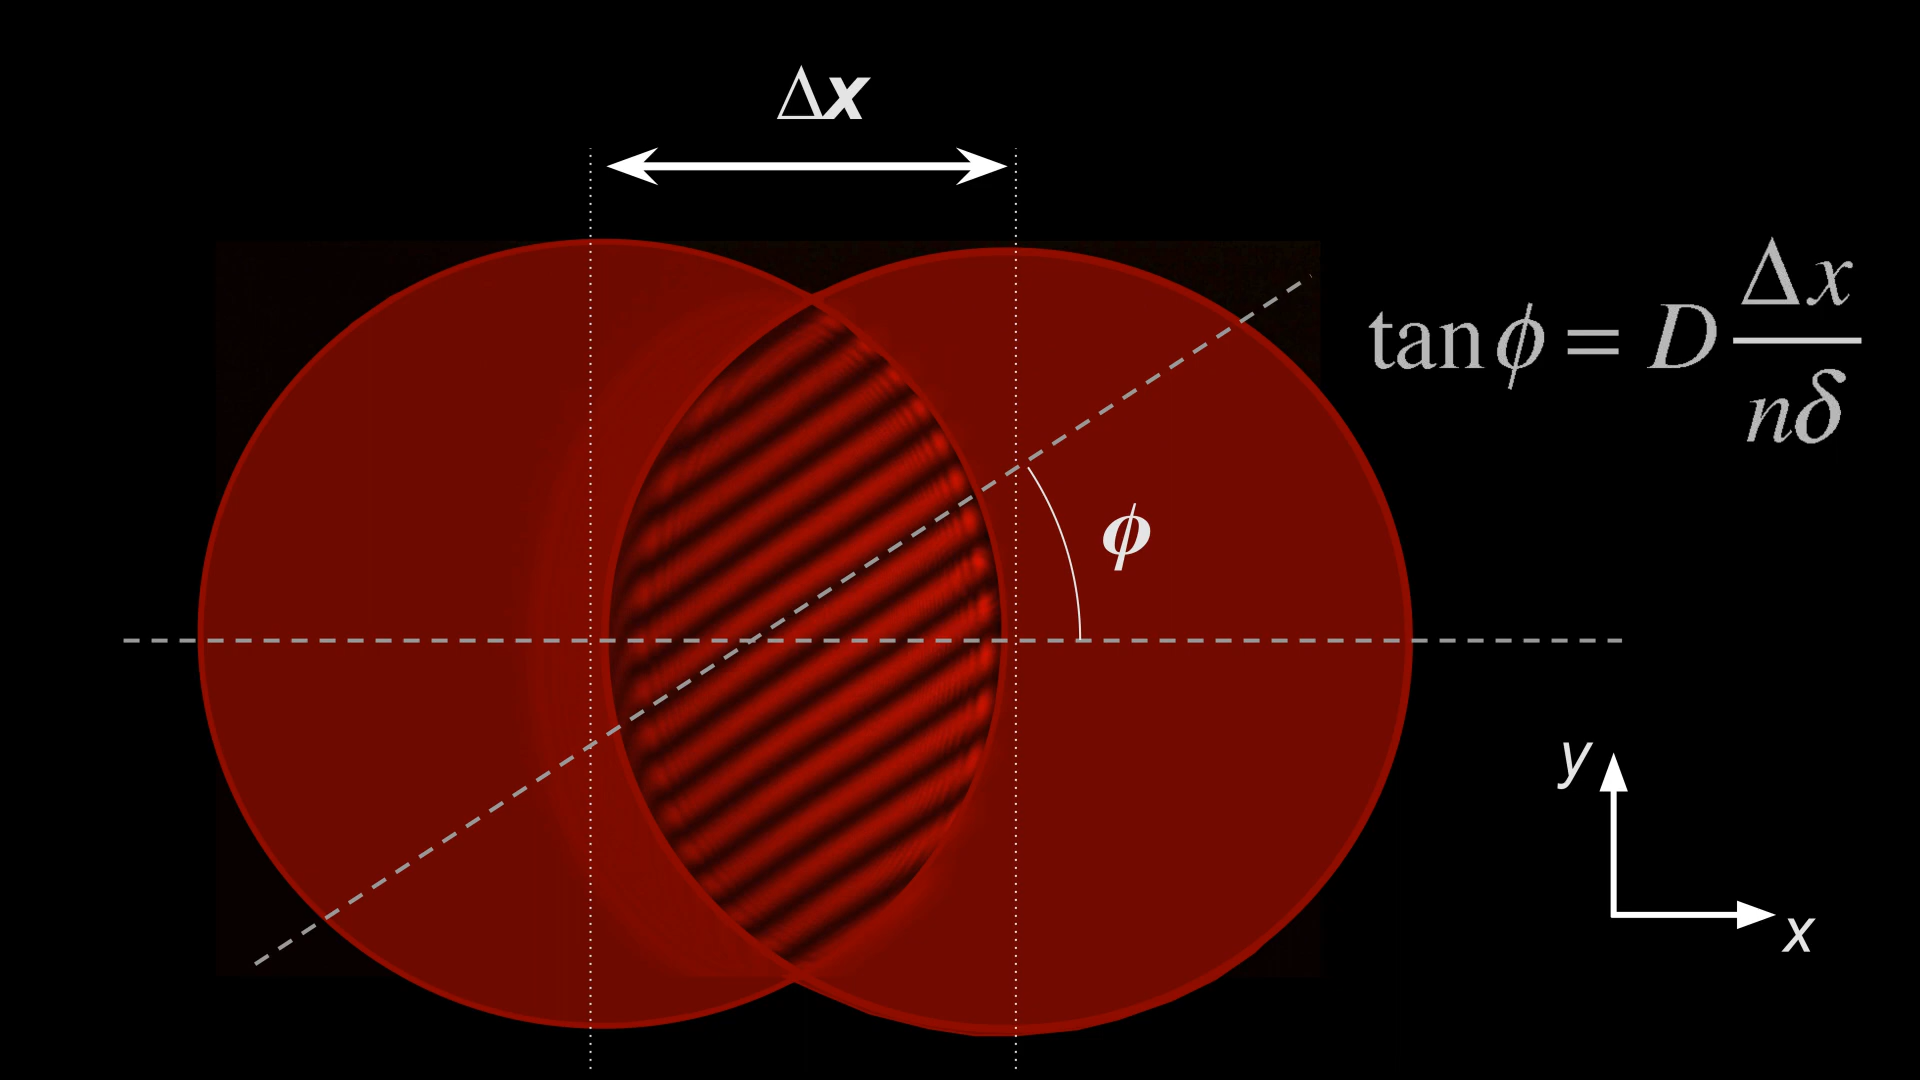 Δx
tan ϕ = D Δx / nδ
ϕ
y
x